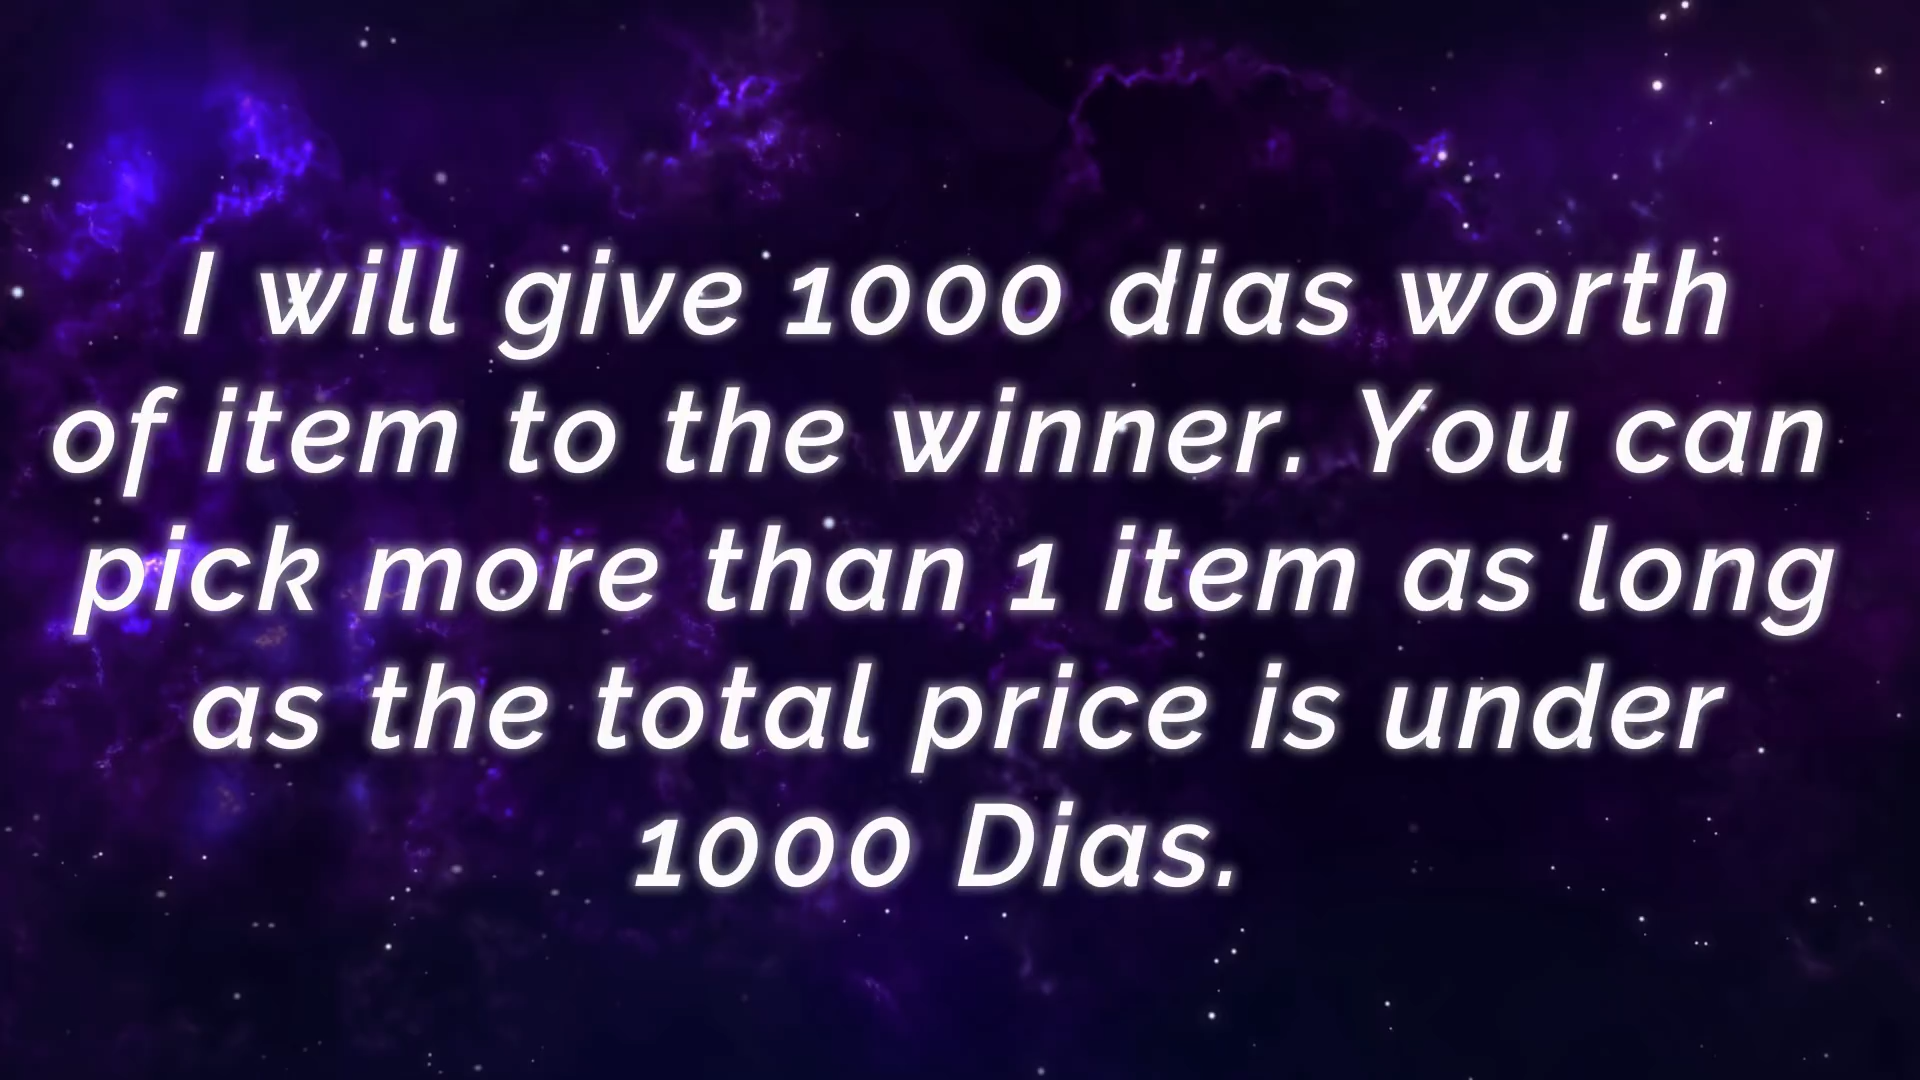 I will give 1000 dias worth
of item to the winner. You can
pick more than 1 item as long
as the total price is under
1000 Dias.